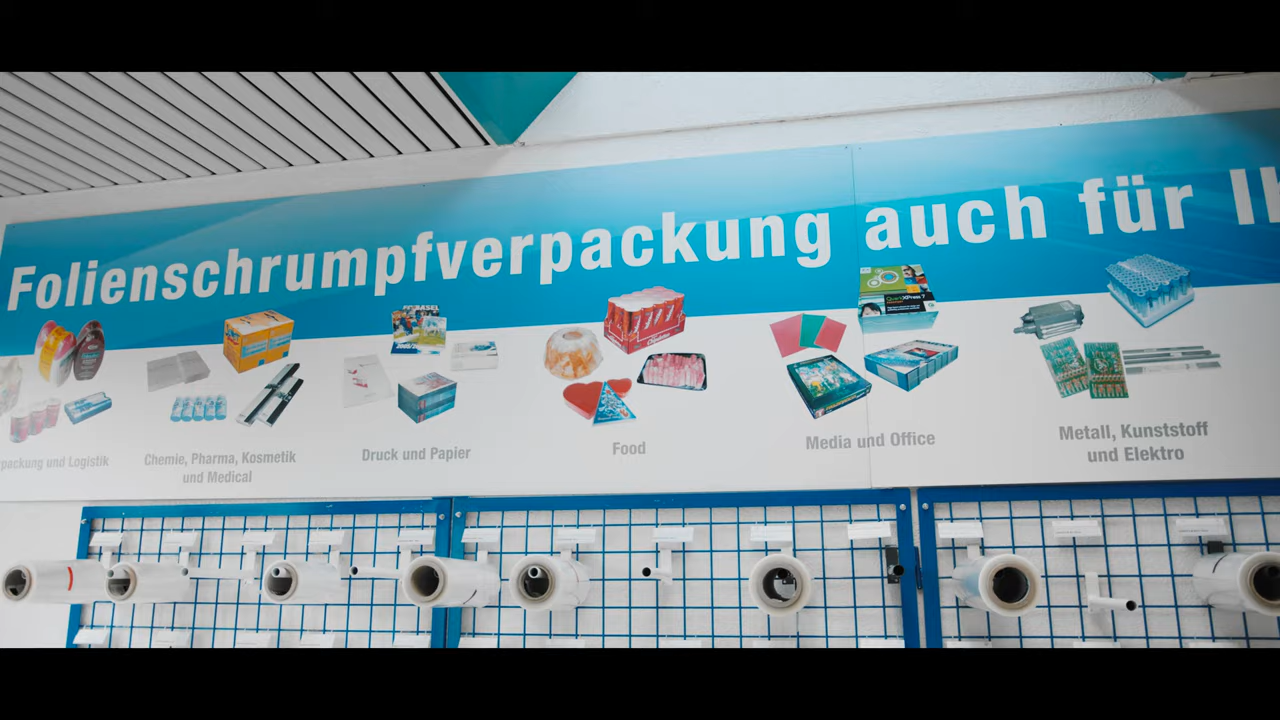 Folienschrumpfverpackung auch für
packung und Logistik
Chemie, Pharma, Kosmetik
und Medical
Druck und Papier
Food
Media und Office
Metall, Kunststoff
und Elektro